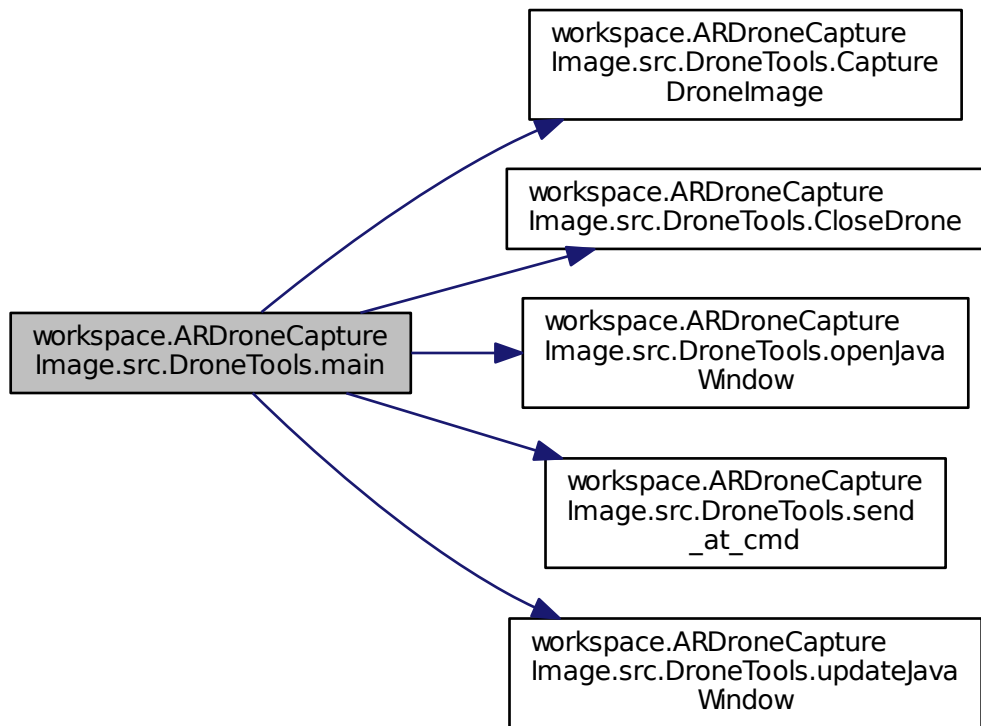 workspace.ARDroneCapture
Image.src.DroneTools.Capture
DroneImage
workspace.ARDroneCapture
Image.src.DroneTools.CloseDrone
workspace.ARDroneCapture
Image.src.DroneTools.main
workspace.ARDroneCapture
Image.src.DroneTools.openJava
Window
workspace.ARDroneCapture
Image.src.DroneTools.send
_at_cmd
workspace.ARDroneCapture
Image.src.DroneTools.updateJava
Window